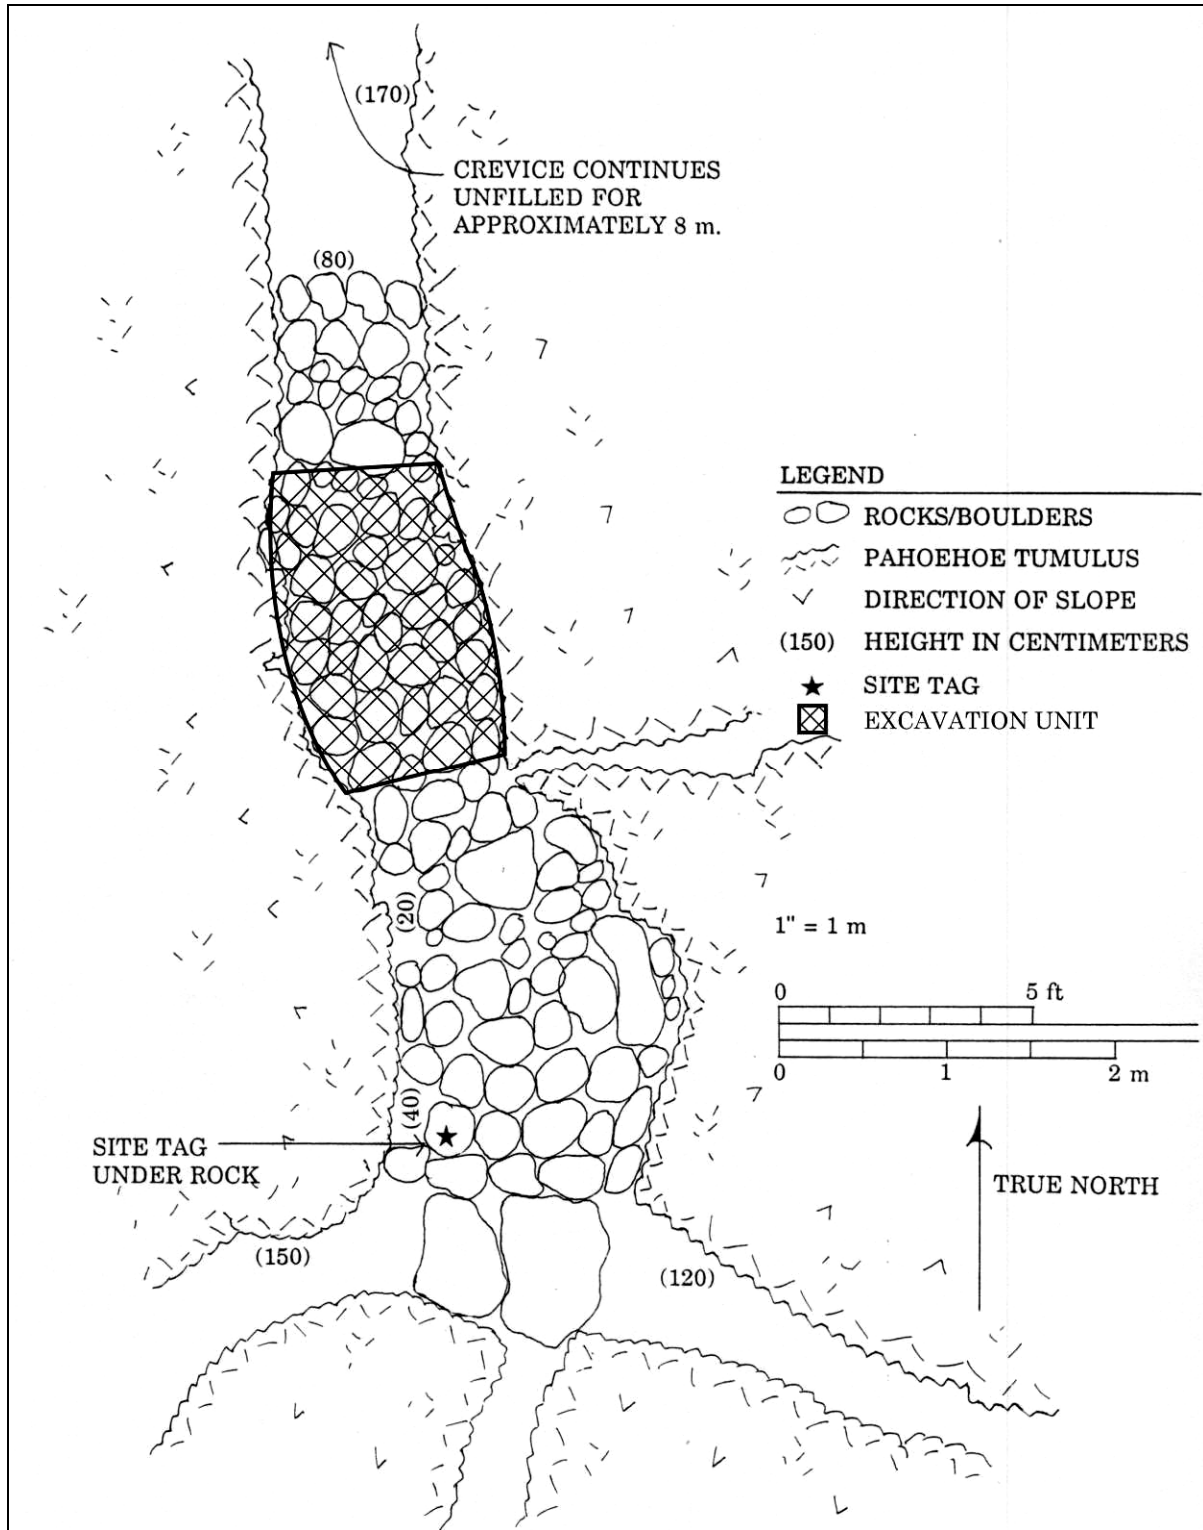 (170)
CREVICE CONTINUES
UNFILLED FOR
APPROXIMATELY 8 m.
(80)
LEGEND
ROCKS/BOULDERS
PAHOEHOE TUMULUS
DIRECTION OF SLOPE
(150) HEIGHT IN CENTIMETERS
SITE TAG
EXCAVATION UNIT
(20)
1" = 1 m
0 5 ft
0 1 2 m
(40)
SITE TAG
UNDER ROCK
TRUE NORTH
(150)
(120)